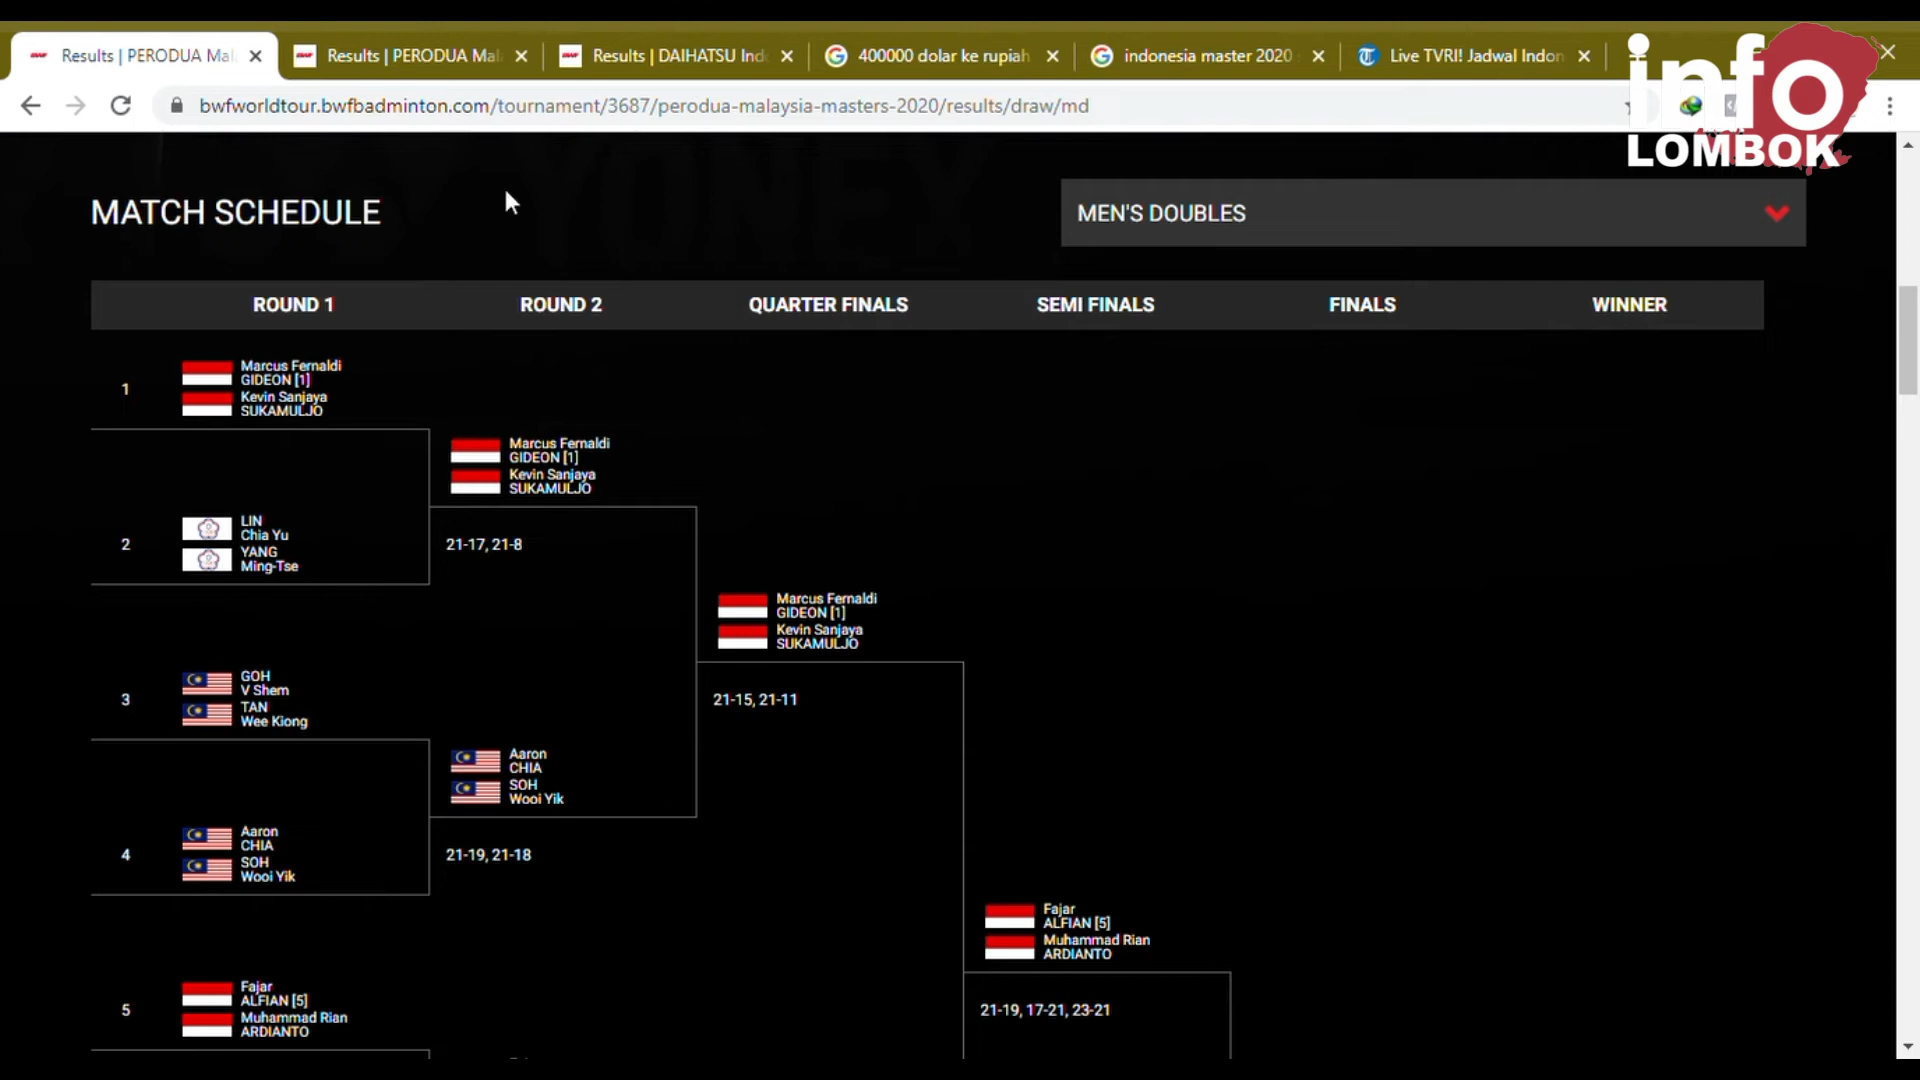 Results | PERODUA Mal
Results | PERODUA Mal
Results | DAIHATSU Ind
400000 dolar ke rupiah
indonesia master 2020
Live TVRI! Jadwal Indon
bwfworldtour.bwfbadminton.com/tournament/3687/perodua-malaysia-masters-2020/results/draw/md
info
LOMBOK
MATCH SCHEDULE
MEN'S DOUBLES
ROUND 1
ROUND 2
QUARTER FINALS
SEMI FINALS
FINALS
WINNER
1
Marcus Fernaldi
GIDEON [1]
Kevin Sanjaya
SUKAMULJO
Marcus Fernaldi
GIDEON [1]
Kevin Sanjaya
SUKAMULJO
2
LIN
Chia Yu
YANG
Ming-Tse
21-17, 21-8
Marcus Fernaldi
GIDEON [1]
Kevin Sanjaya
SUKAMULJO
3
GOH
V Shem
TAN
Wee Kiong
21-15, 21-11
Aaron
CHIA
SOH
Wooi Yik
4
Aaron
CHIA
SOH
Wooi Yik
21-19, 21-18
Fajar
ALFIAN [5]
Muhammad Rian
ARDIANTO
5
Fajar
ALFIAN [5]
Muhammad Rian
ARDIANTO
21-19, 17-21, 23-21